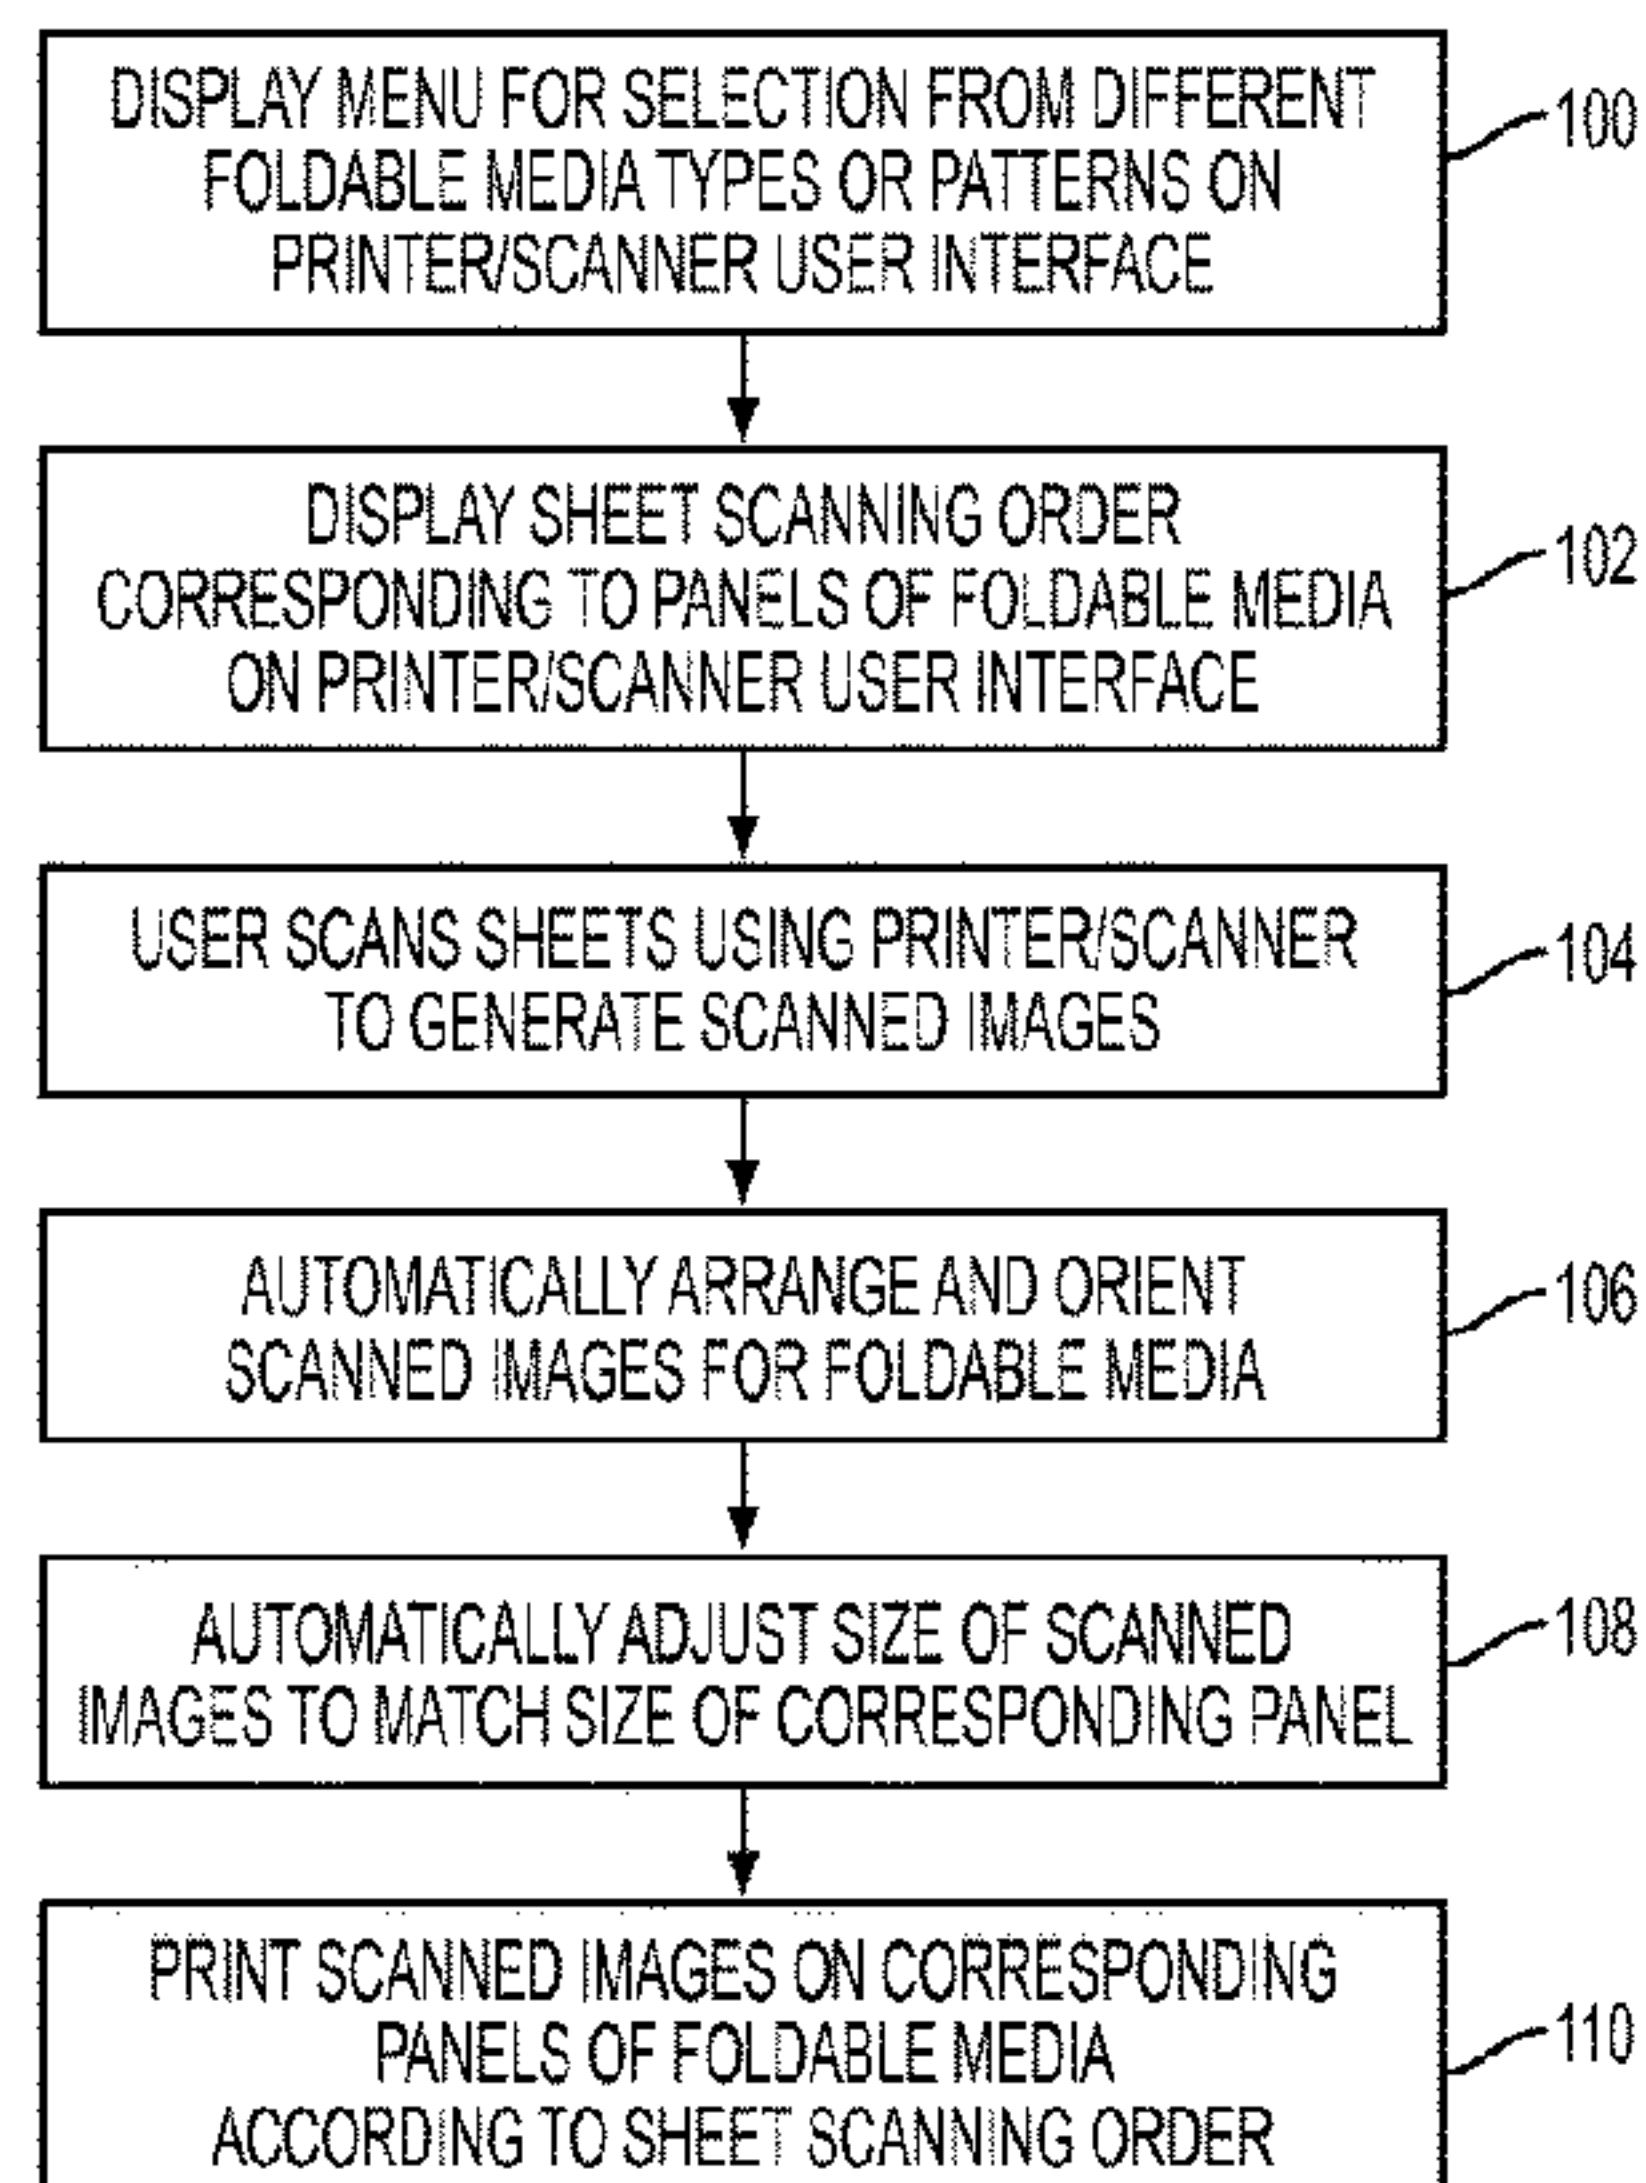 DISPLAY MENU FOR SELECTION FROM DIFFERENT
FOLDABLE MEDIA TYPES OR PATTERNS ON
PRINTER/SCANNER USER INTERFACE
100
DISPLAY SHEET SCANNING ORDER
CORRESPONDING TO PANELS OF FOLDABLE MEDIA
ON PRINTER/SCANNER USER INTERFACE
102
USER SCANS SHEETS USING PRINTER/SCANNER
TO GENERATE SCANNED IMAGES
104
AUTOMATICALLY ARRANGE AND ORIENT
SCANNED IMAGES FOR FOLDABLE MEDIA
106
AUTOMATICALLY ADJUST SIZE OF SCANNED
IMAGES TO MATCH SIZE OF CORRESPONDING PANEL
108
PRINT SCANNED IMAGES ON CORRESPONDING
PANELS OF FOLDABLE MEDIA
ACCORDING TO SHEET SCANNING ORDER
110